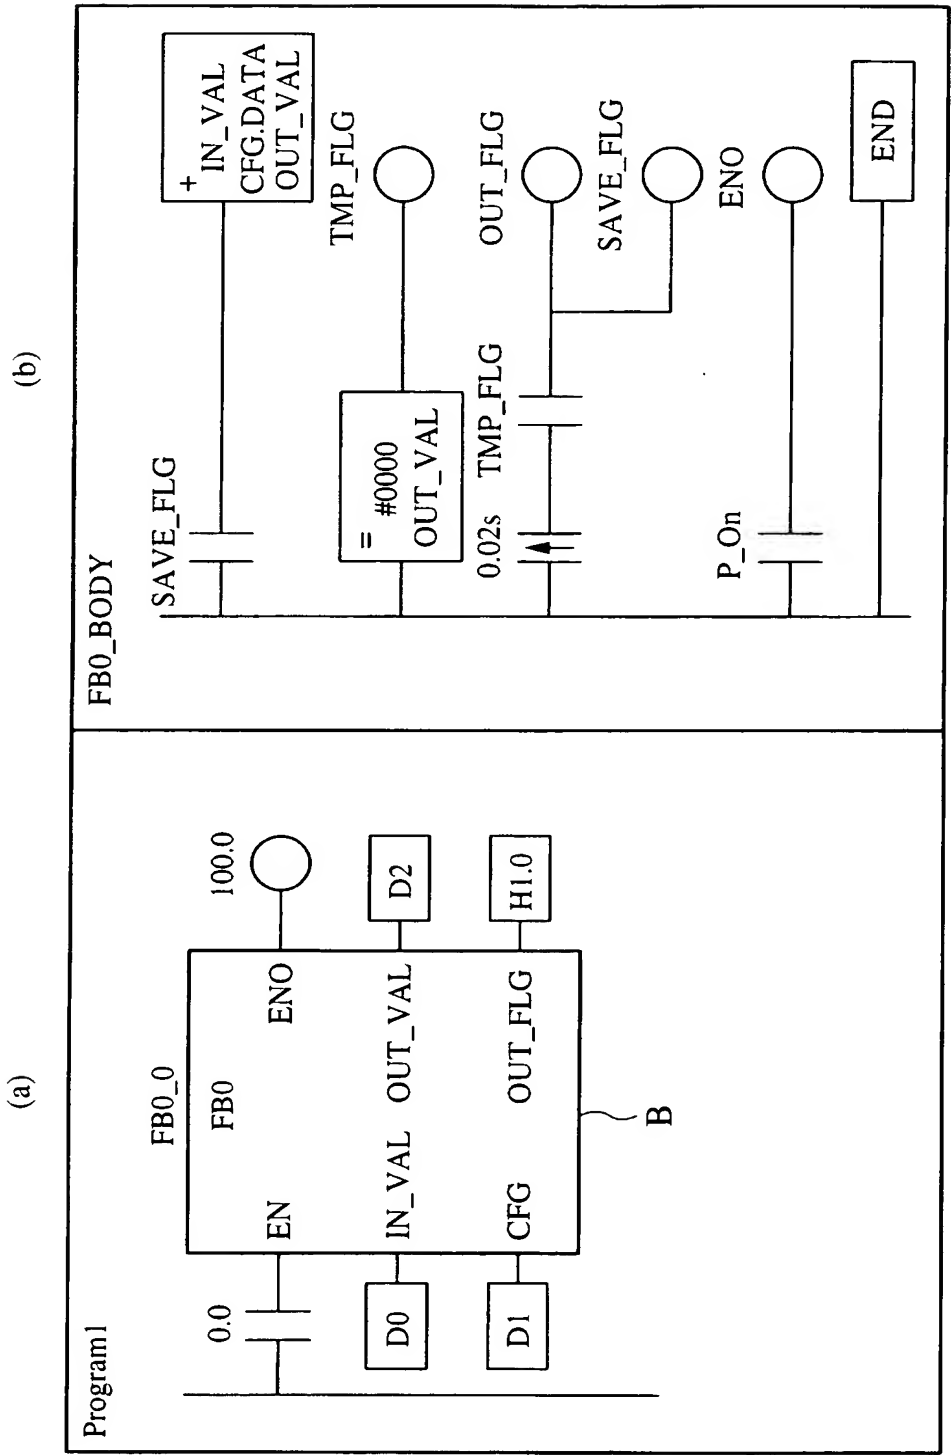 (a)
Program1
FB0_0
FB0
0.0
EN
ENO
100.0
D0
IN_VAL
OUT_VAL
D2
D1
CFG
OUT_FLG
H1.0
B
(b)
FB0_BODY
SAVE_FLG
+
IN_VAL
CFG.DATA
OUT_VAL
=
#0000
OUT_VAL
TMP_FLG
0.02s
TMP_FLG
OUT_FLG
SAVE_FLG
P_On
ENO
END